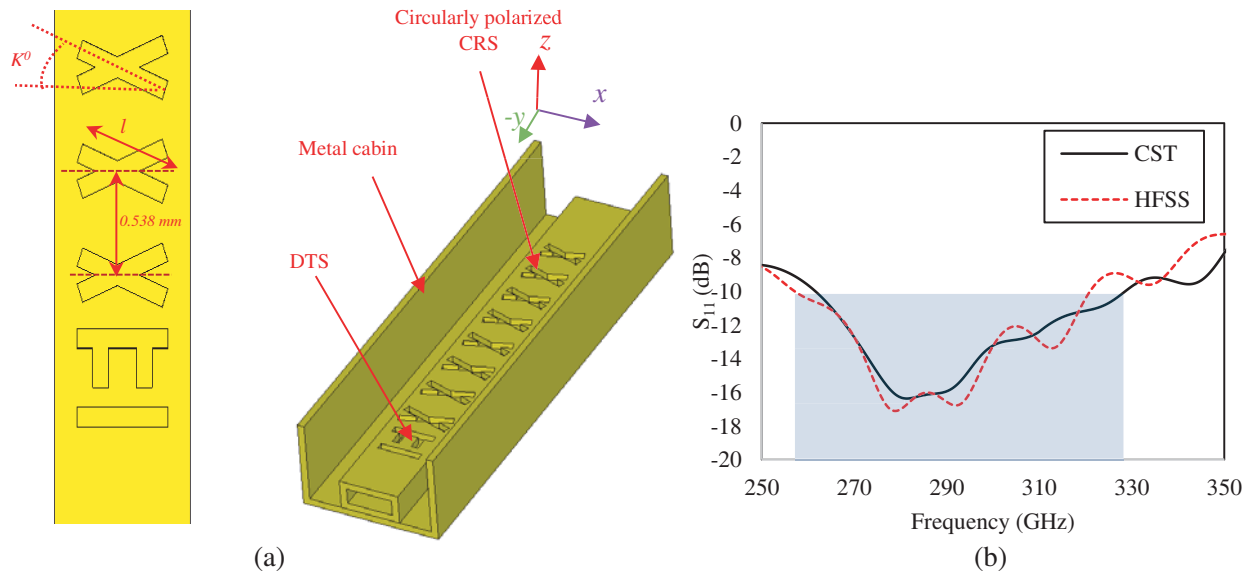 K⁰
l
0.538 mm
Circularly polarized
CRS
z
x
-y
Metal cabin
DTS
(a)
0
-2
-4
-6
-8
-10
-12
-14
-16
-18
-20
S₁₁ (dB)
CST
HFSS
250 270 290 310 330 350
Frequency (GHz)
(b)